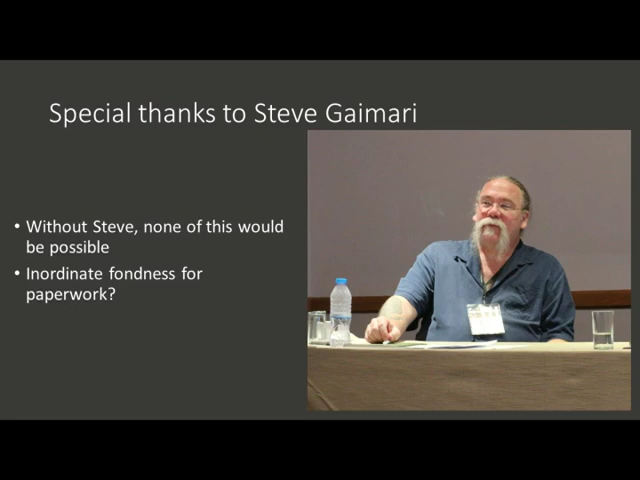 Special thanks to Steve Gaimari
• Without Steve, none of this would
be possible
• Inordinate fondness for
paperwork?